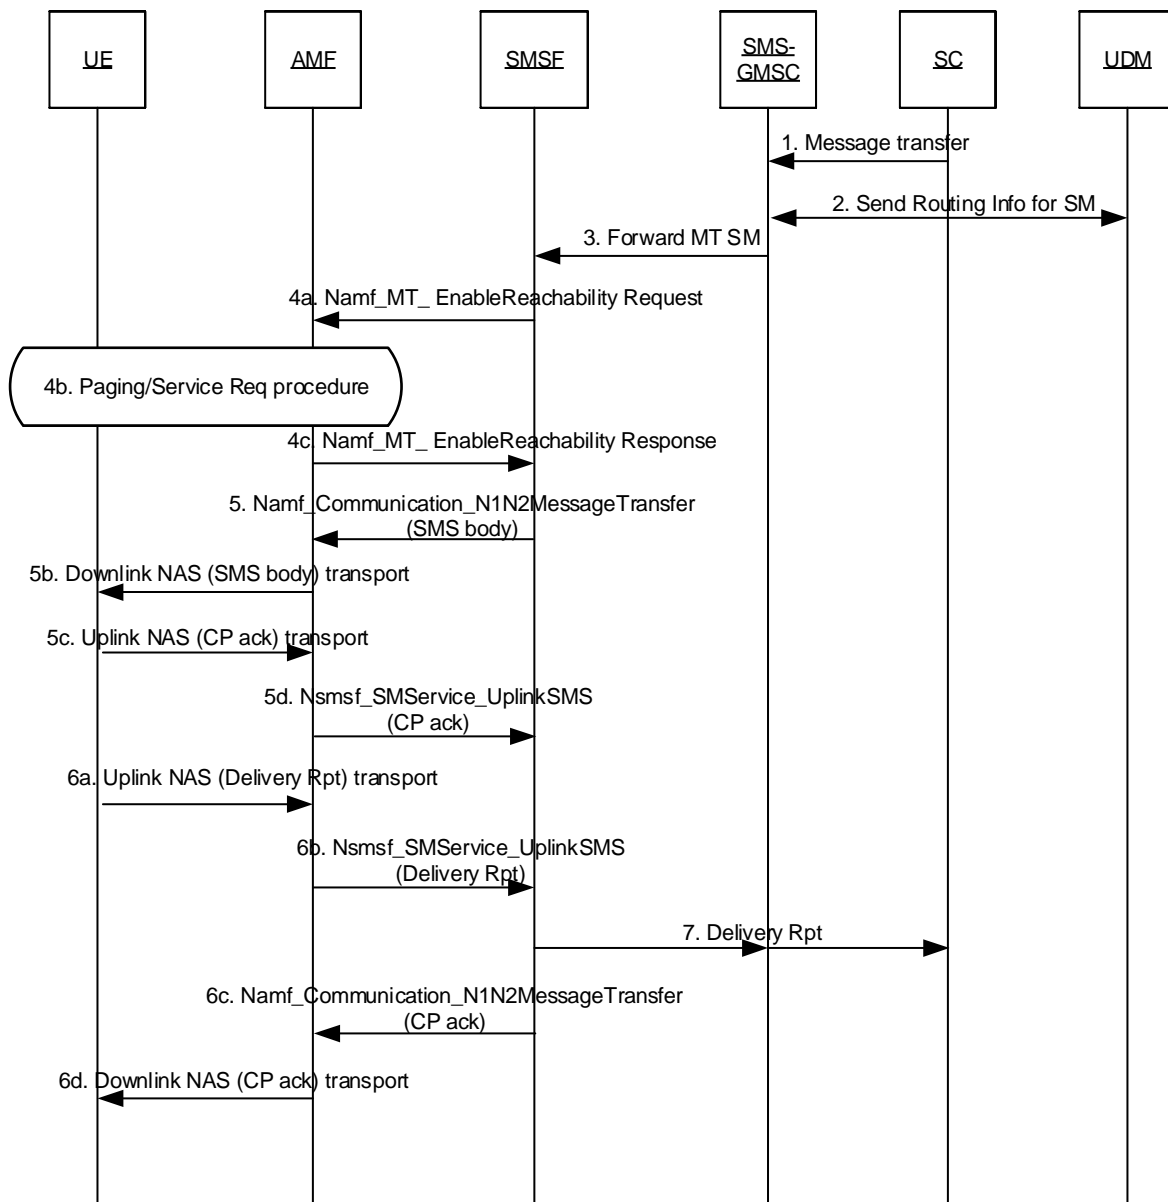 UE
AMF
SMSF
SMS-
GMSC
SC
UDM
1. Message transfer
2. Send Routing Info for SM
3. Forward MT SM
4a. Namf_MT_ EnableReachability Request
4b. Paging/Service Req procedure
4c. Namf_MT_ EnableReachability Response
5. Namf_Communication_N1N2MessageTransfer
(SMS body)
5b. Downlink NAS (SMS body) transport
5c. Uplink NAS (CP ack) transport
5d. Nsmsf_SMService_UplinkSMS
(CP ack)
6a. Uplink NAS (Delivery Rpt) transport
6b. Nsmsf_SMService_UplinkSMS
(Delivery Rpt)
7. Delivery Rpt
6c. Namf_Communication_N1N2MessageTransfer
(CP ack)
6d. Downlink NAS (CP ack) transport